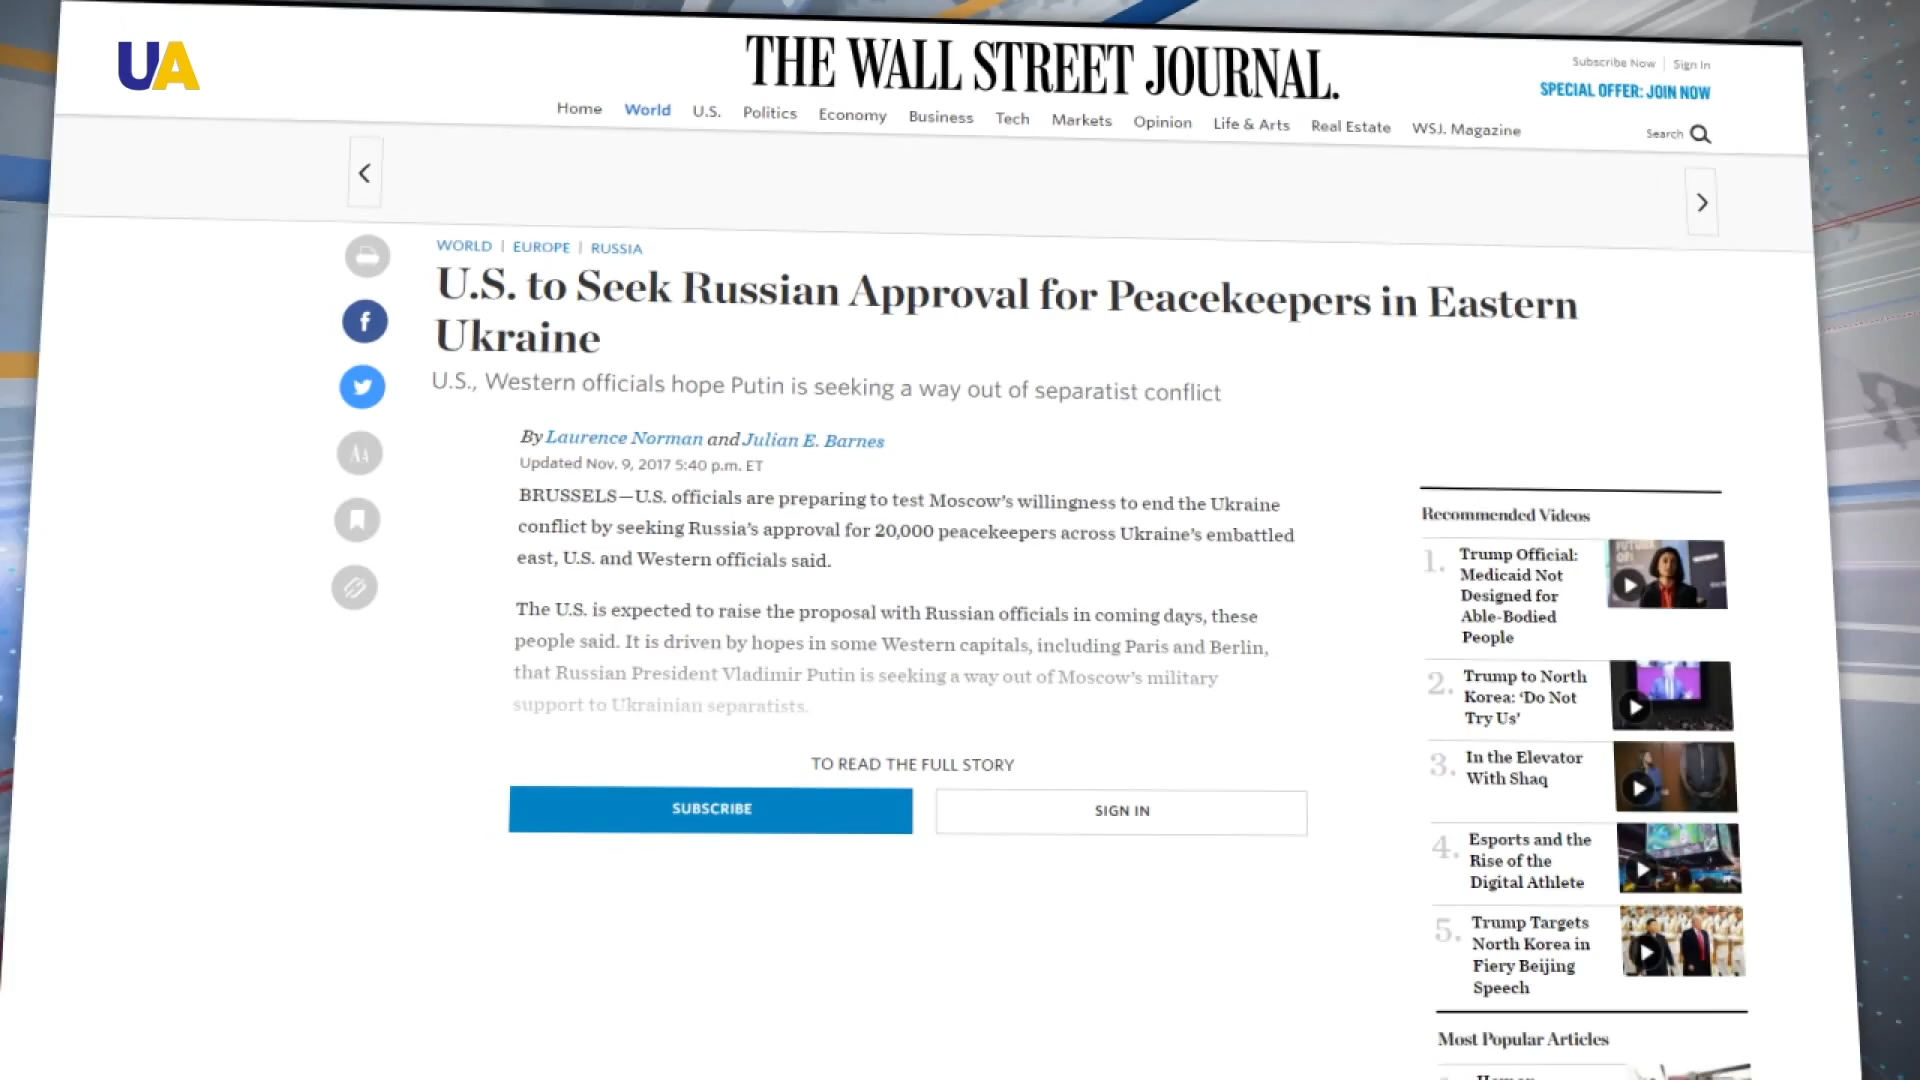 UA
THE WALL STREET JOURNAL.
Subscribe Now | Sign In
SPECIAL OFFER: JOIN NOW
Home World U.S. Politics Economy Business Tech Markets Opinion Life & Arts Real Estate WSJ. Magazine
Search
WORLD | EUROPE | RUSSIA
U.S. to Seek Russian Approval for Peacekeepers in Eastern
Ukraine
U.S., Western officials hope Putin is seeking a way out of separatist conflict
By Laurence Norman and Julian E. Barnes
Updated Nov. 9, 2017 5:40 p.m. ET
BRUSSELS—U.S. officials are preparing to test Moscow's willingness to end the Ukraine
conflict by seeking Russia's approval for 20,000 peacekeepers across Ukraine's embattled
east, U.S. and Western officials said.
The U.S. is expected to raise the proposal with Russian officials in coming days, these
people said. It is driven by hopes in some Western capitals, including Paris and Berlin,
that Russian President Vladimir Putin is seeking a way out of Moscow's military
support to Ukrainian separatists.
TO READ THE FULL STORY
SUBSCRIBE
SIGN IN
Recommended Videos
1. Trump Official:
Medicaid Not
Designed for
Able-Bodied
People
2. Trump to North
Korea: 'Do Not
Try Us'
3. In the Elevator
With Shaq
4. Esports and the
Rise of the
Digital Athlete
5. Trump Targets
North Korea in
Fiery Beijing
Speech
Most Popular Articles